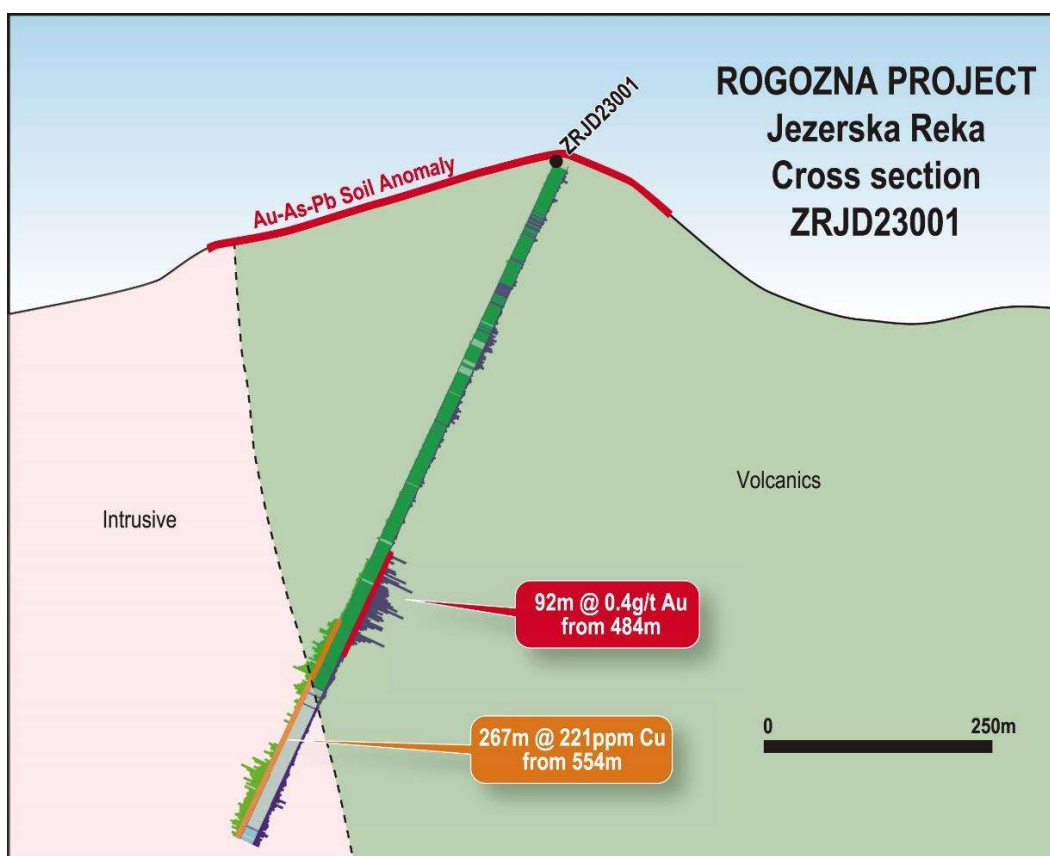 ROGOZNA PROJECT
Jezerska Reka
Cross section
ZRJD23001
ZRJD23001
Au-As-Pb Soil Anomaly
Volcanics
Intrusive
92m @ 0.4g/t Au
from 484m
267m @ 221ppm Cu
from 554m
0 250m